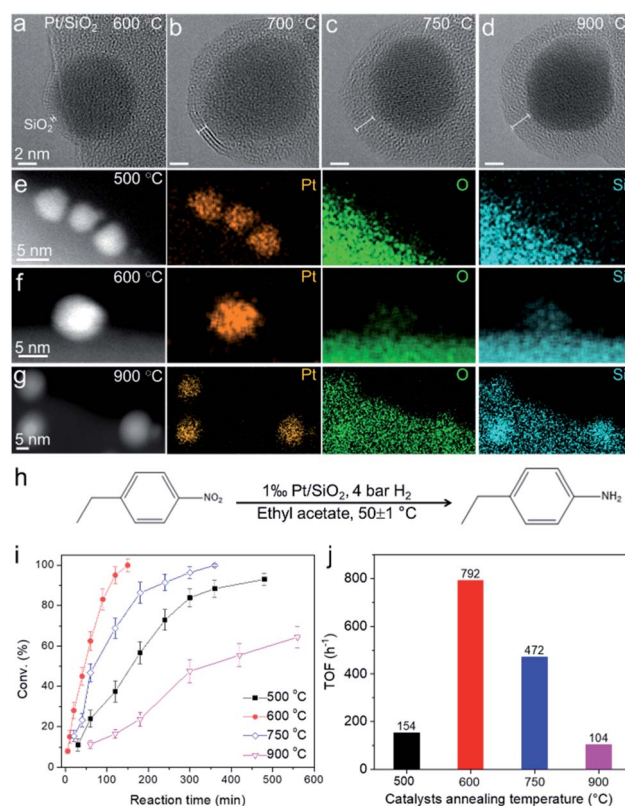 a Pt/SiO₂ 600 °C
b 700 °C
c 750 °C
d 900 °C
SiO₂
2 nm
e 500 °C
Pt
O
Si
5 nm
f 600 °C
Pt
O
Si
5 nm
g 900 °C
Pt
O
Si
5 nm
h
NO₂
1‰ Pt/SiO₂, 4 bar H₂
Ethyl acetate, 50±1 °C
NH₂
i
Conv. (%)
100
80
60
40
20
0
500 °C
600 °C
750 °C
900 °C
0 100 200 300 400 500 600
Reaction time (min)
j
TOF (h⁻¹)
800
600
400
200
0
154
792
472
104
500 600 750 900
Catalysts annealing temperature (°C)